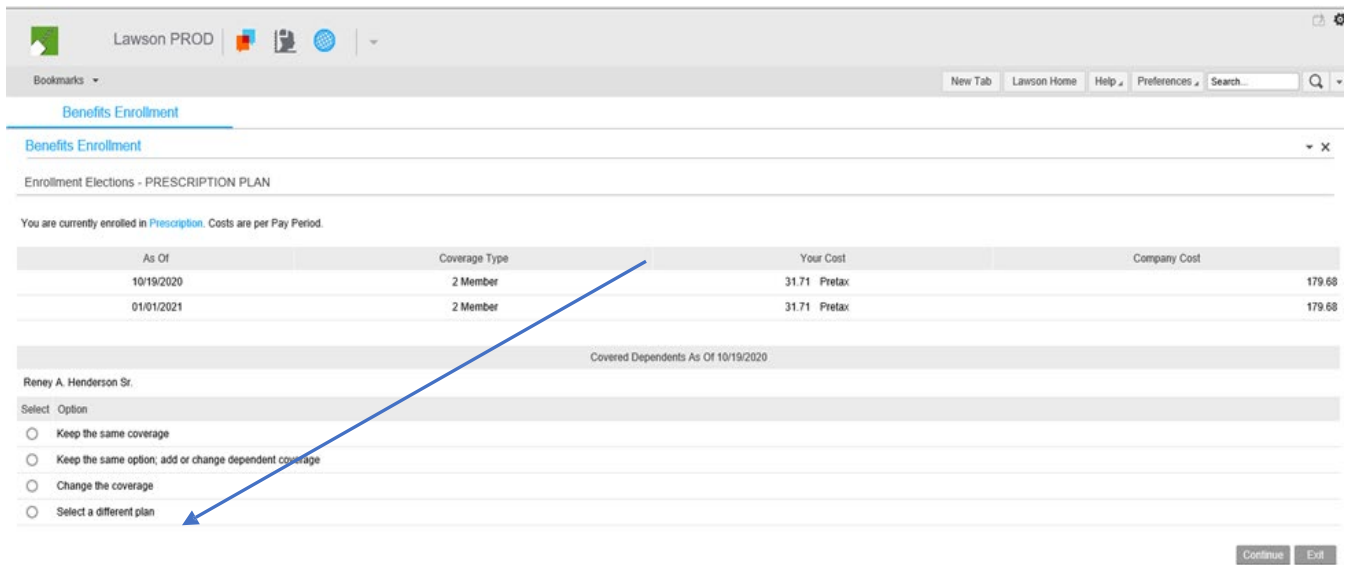 Lawson PROD
Bookmarks New Tab Lawson Home Help Preferences Search...
Benefits Enrollment
Benefits Enrollment
Enrollment Elections - PRESCRIPTION PLAN
You are currently enrolled in Prescription. Costs are per Pay Period.
As Of Coverage Type Your Cost Company Cost
10/19/2020 2 Member 31.71 Pretax 179.68
01/01/2021 2 Member 31.71 Pretax 179.68
Covered Dependents As Of 10/19/2020
Reney A. Henderson Sr.
Select Option
Keep the same coverage
Keep the same option; add or change dependent coverage
Change the coverage
Select a different plan
Continue Exit